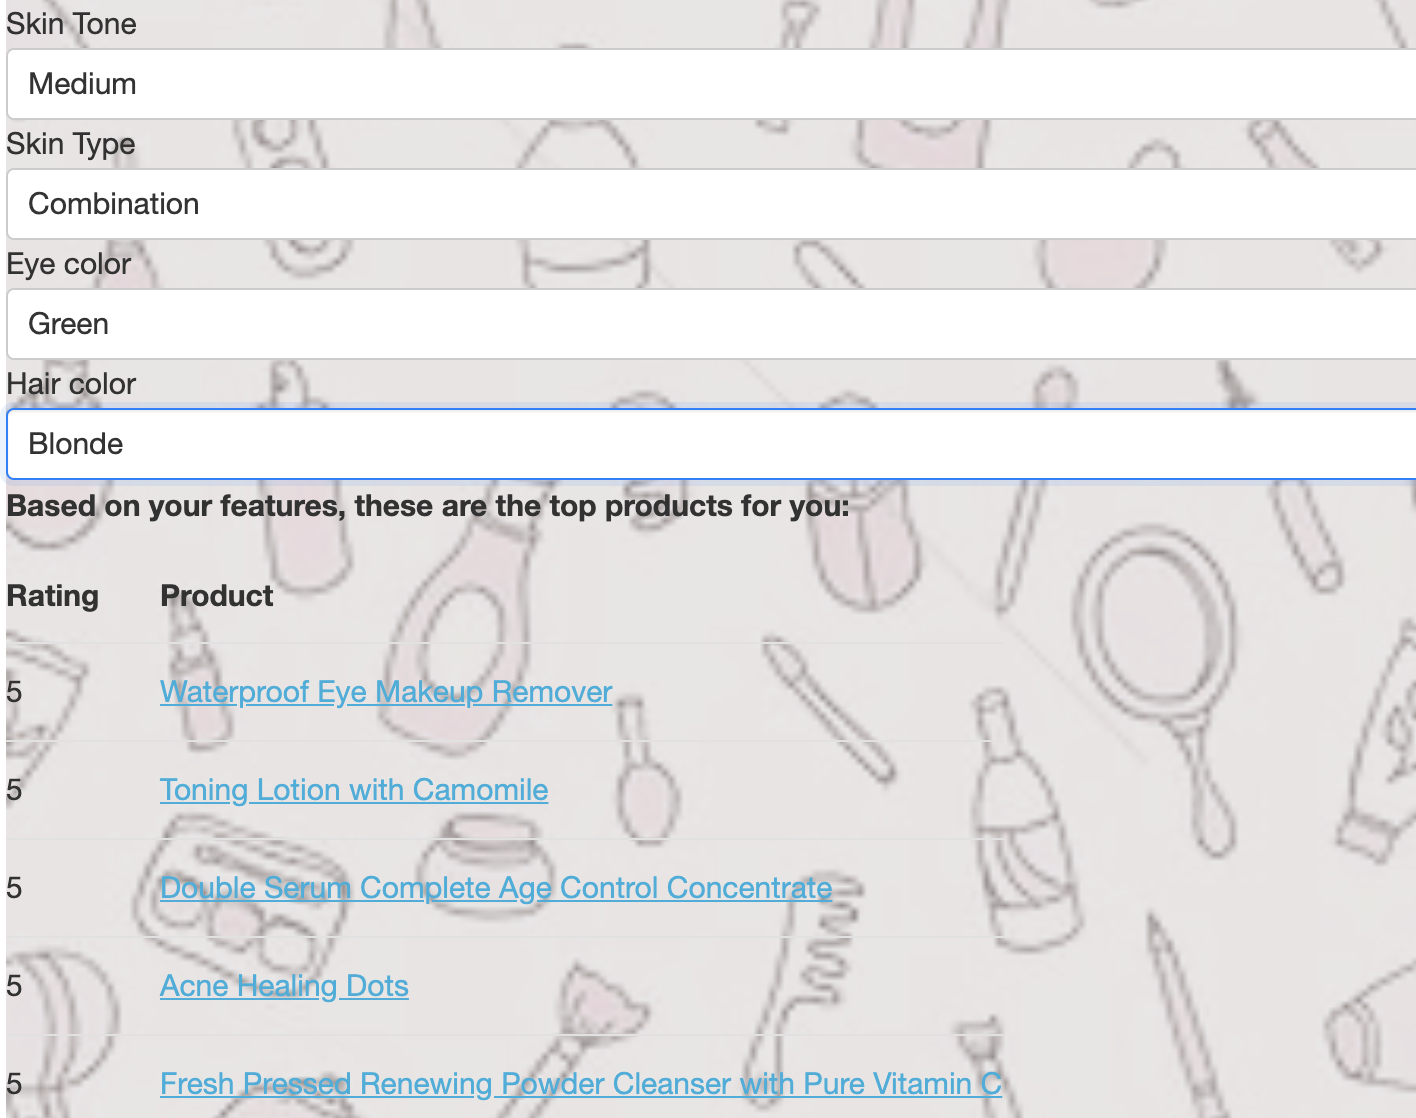 Skin Tone
Medium
Skin Type
Combination
Eye color
Green
Hair color
Blonde
Based on your features, these are the top products for you:
Rating Product
5 Waterproof Eye Makeup Remover
5 Toning Lotion with Camomile
5 Double Serum Complete Age Control Concentrate
5 Acne Healing Dots
5 Fresh Pressed Renewing Powder Cleanser with Pure Vitamin C